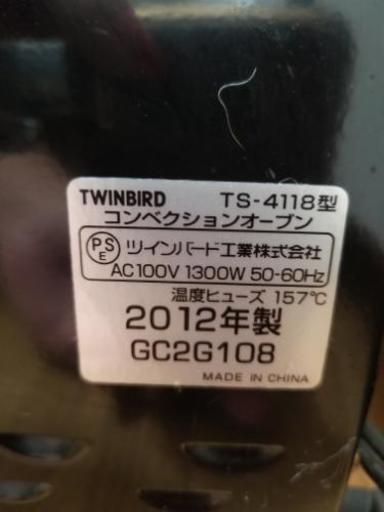 TWINBIRD TS-4118型
コンベクションオーブン
PSE ツインバード工業株式会社
AC100V 1300W 50-60Hz
温度ヒューズ 157℃
2012年製
GC2G108
MADE IN CHINA